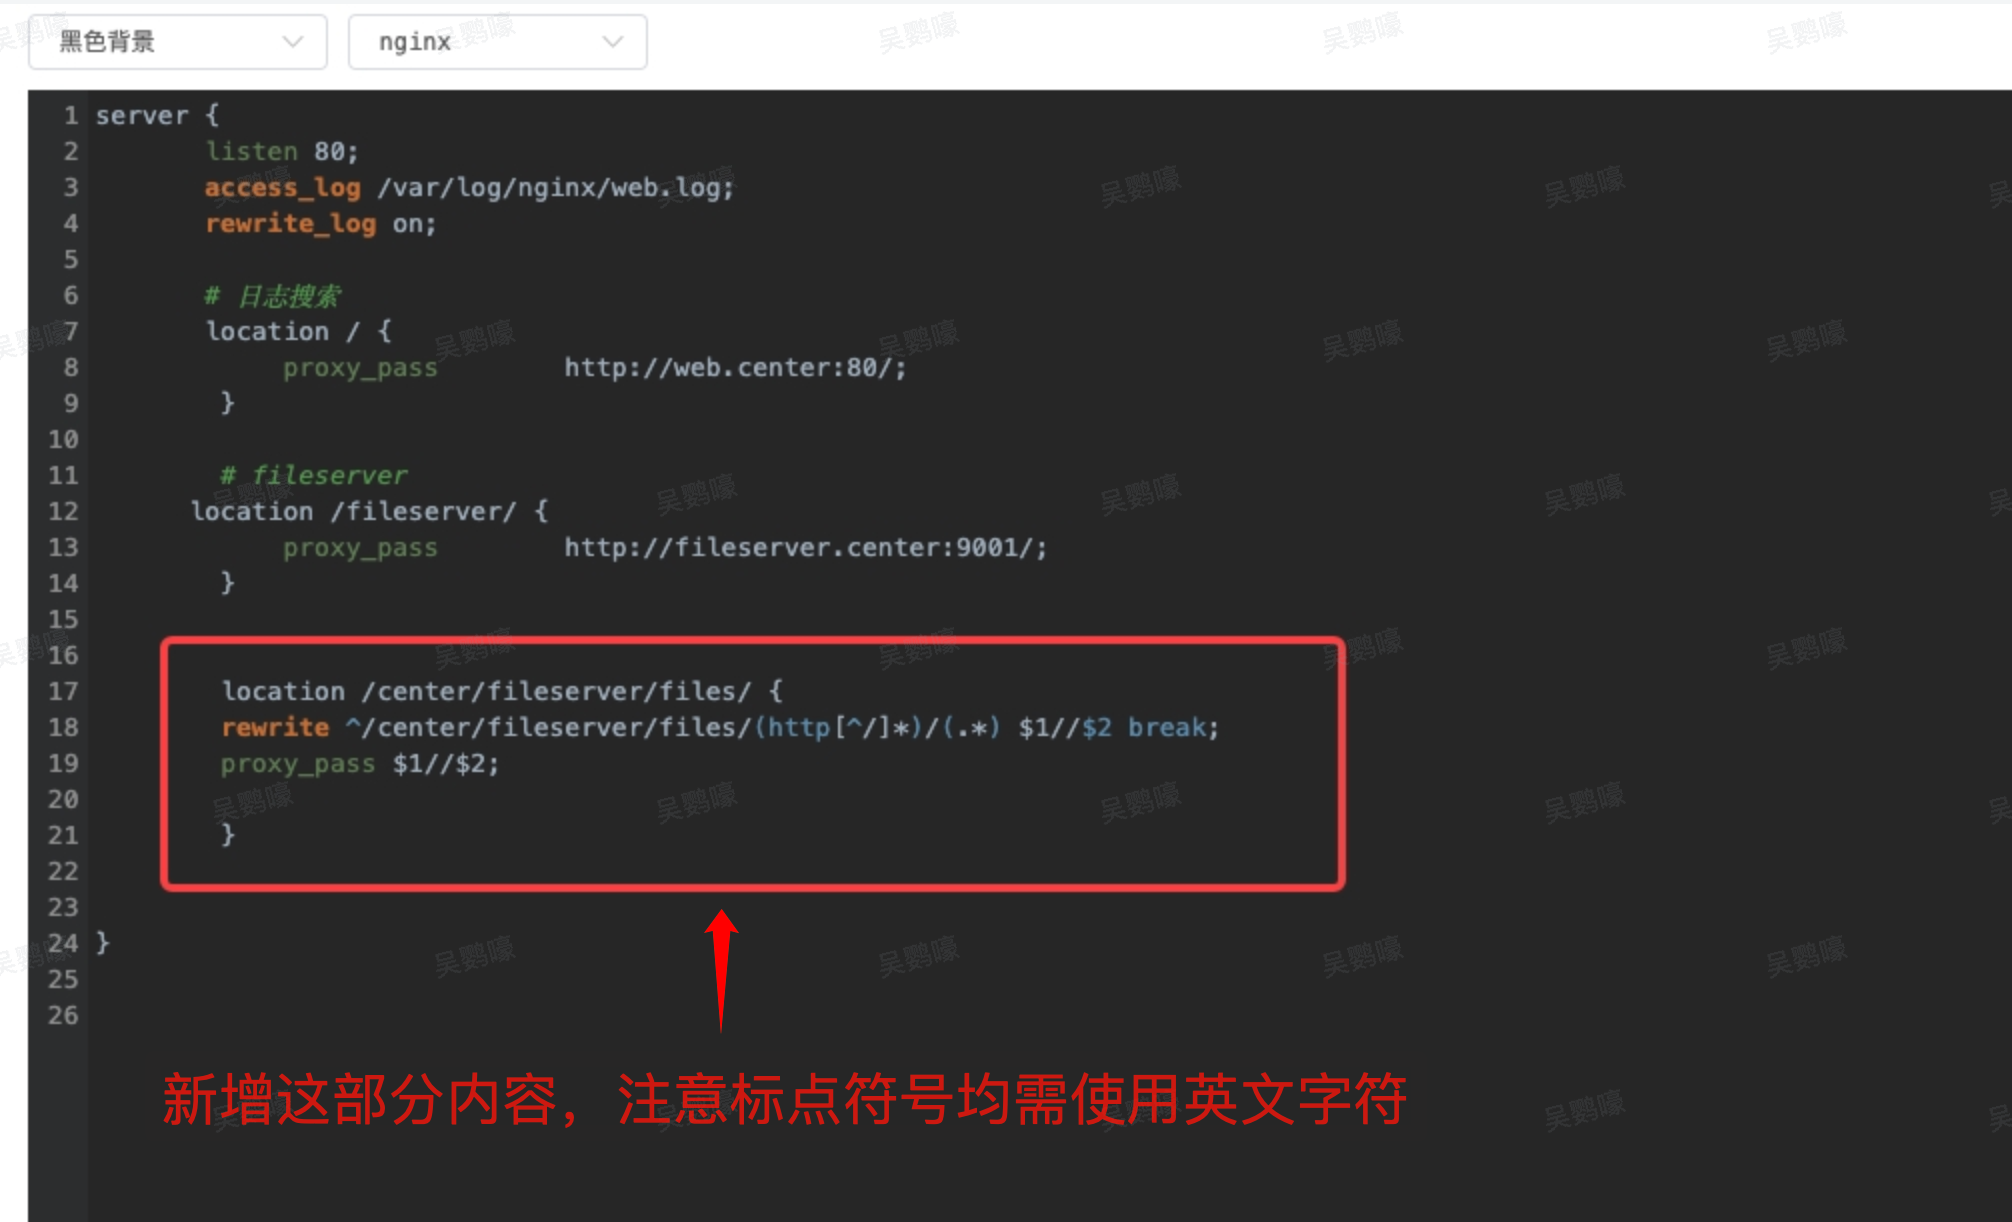 黑色背景
nginx
1 server {
2 listen 80;
3 access_log /var/log/nginx/web.log;
4 rewrite_log on;
5
6 # 日志搜索
7 location / {
8 proxy_pass http://web.center:80/;
9 }
10
11 # fileserver
12 location /fileserver/ {
13 proxy_pass http://fileserver.center:9001/;
14 }
15
16
17 location /center/fileserver/files/ {
18 rewrite ^/center/fileserver/files/(http[^/]*)/(.*) $1//$2 break;
19 proxy_pass $1//$2;
20
21 }
22
23
24 }
25
26
新增这部分内容，注意标点符号均需使用英文字符
吴鹦嚎